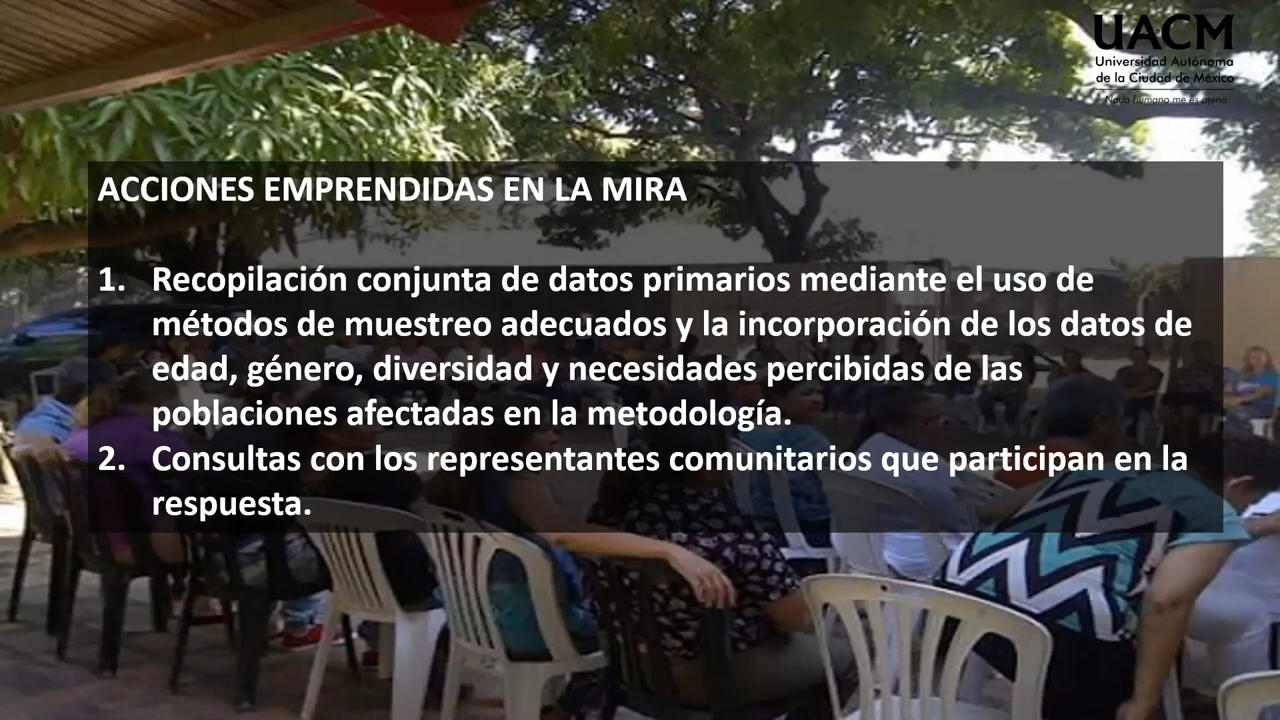 UACM
Universidad Autónoma
de la Ciudad de México
Nada humano me es ajeno
ACCIONES EMPRENDIDAS EN LA MIRA
1. Recopilación conjunta de datos primarios mediante el uso de
métodos de muestreo adecuados y la incorporación de los datos de
edad, género, diversidad y necesidades percibidas de las
poblaciones afectadas en la metodología.
2. Consultas con los representantes comunitarios que participan en la
respuesta.